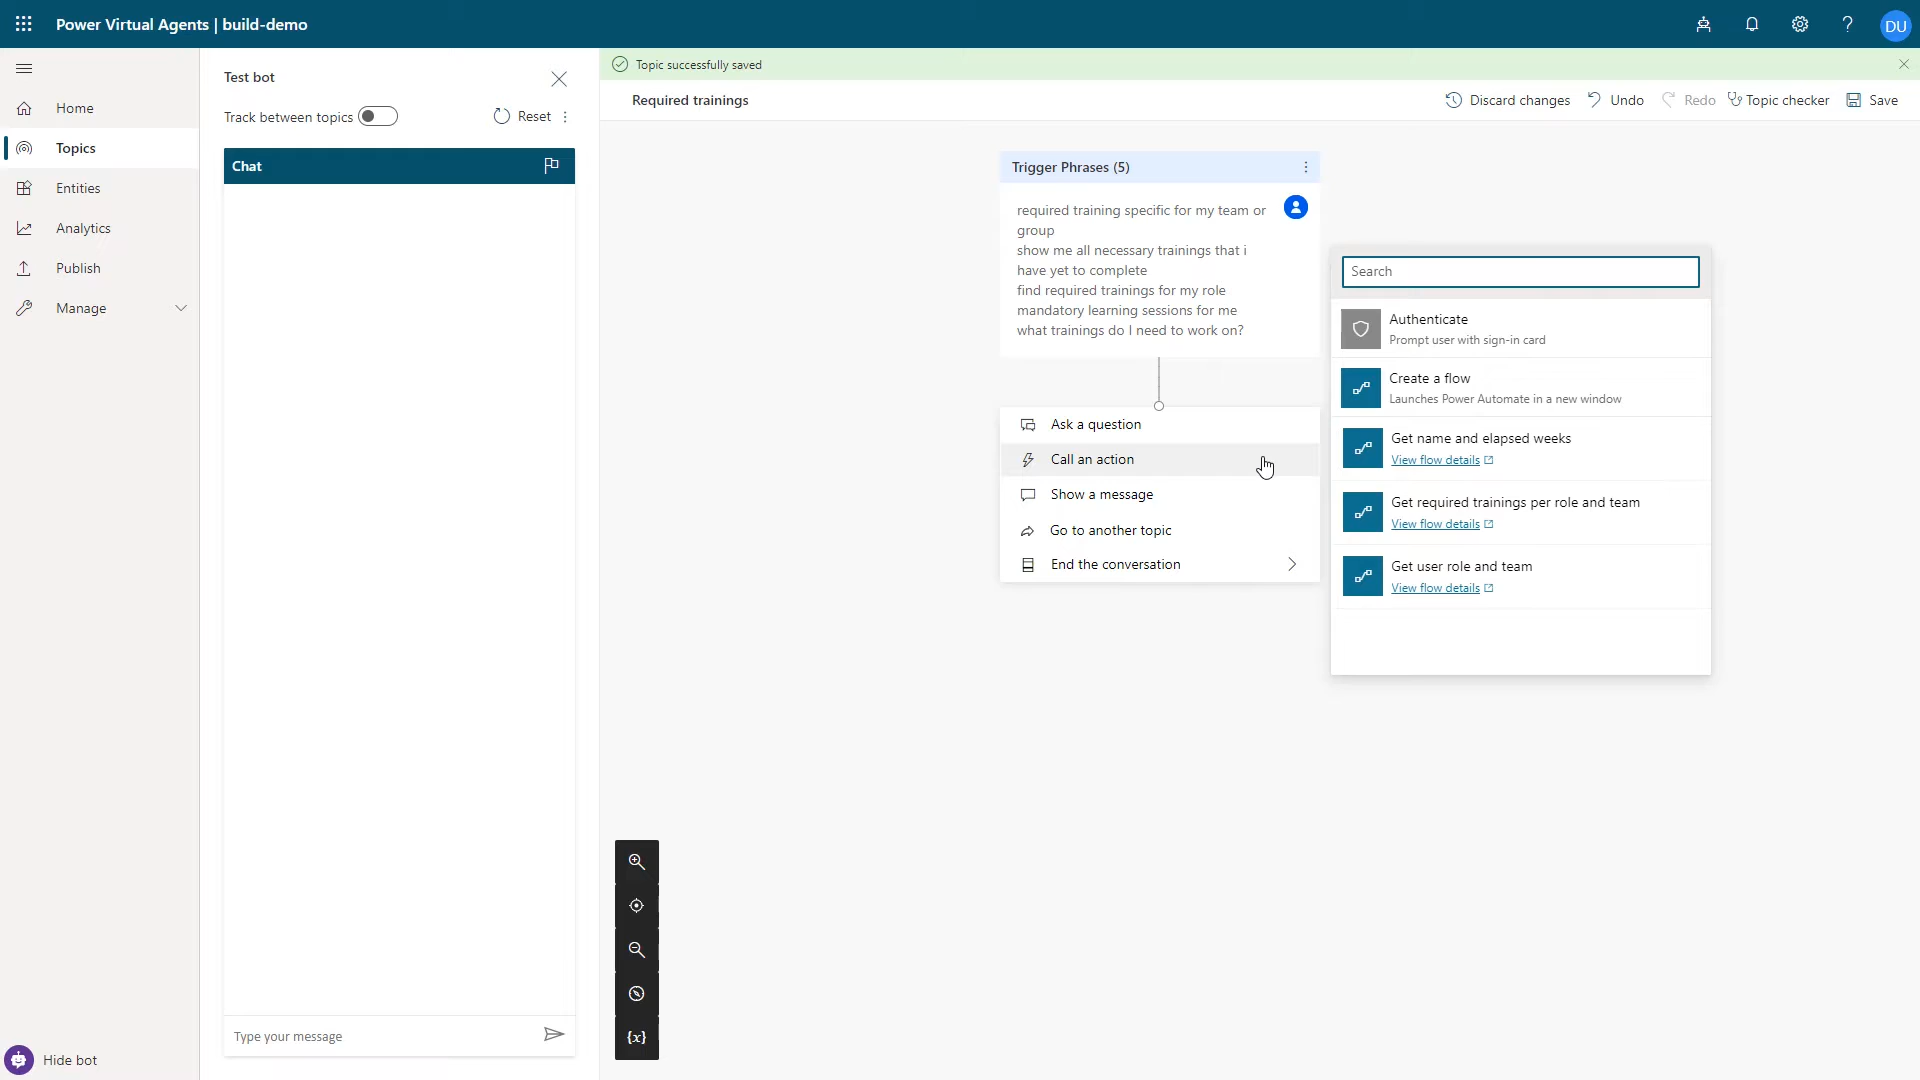 Power Virtual Agents | build-demo
DU
Home
Topics
Entities
Analytics
Publish
Manage
Hide bot
Test bot
Track between topics
Reset
Chat
Type your message
Topic successfully saved
Required trainings
Discard changes
Undo
Redo
Topic checker
Save
Trigger Phrases (5)
required training specific for my team or
group
show me all necessary trainings that i
have yet to complete
find required trainings for my role
mandatory learning sessions for me
what trainings do I need to work on?
Ask a question
Call an action
Show a message
Go to another topic
End the conversation
Search
Authenticate
Prompt user with sign-in card
Create a flow
Launches Power Automate in a new window
Get name and elapsed weeks
View flow details
Get required trainings per role and team
View flow details
Get user role and team
View flow details
{x}